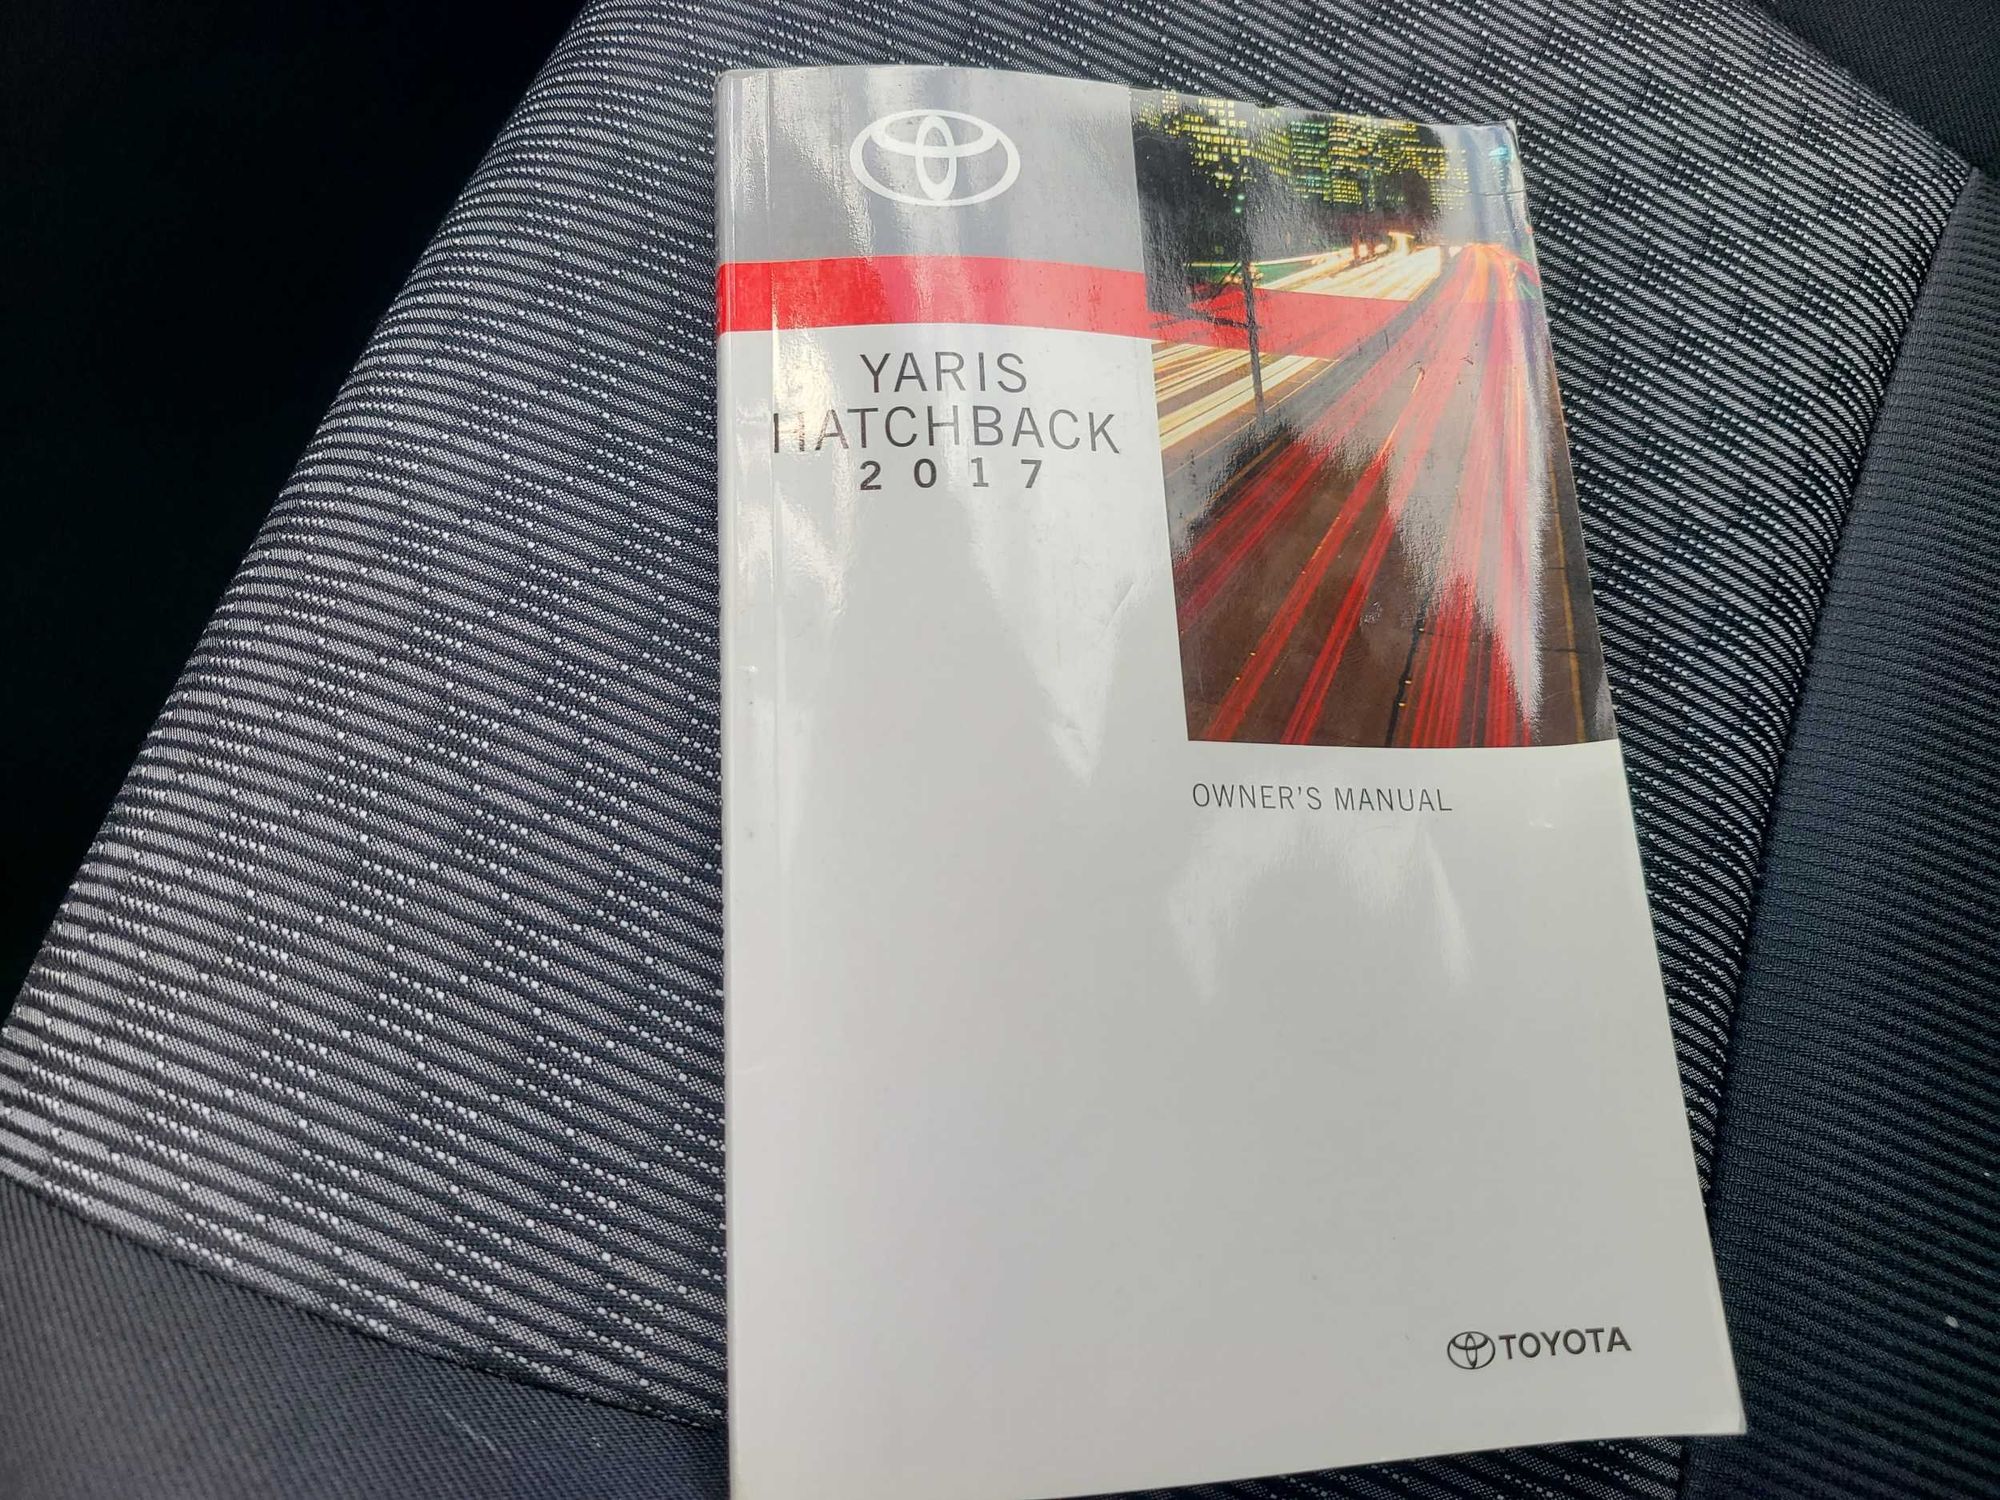 YARIS
HATCHBACK
2017
OWNER'S MANUAL
TOYOTA